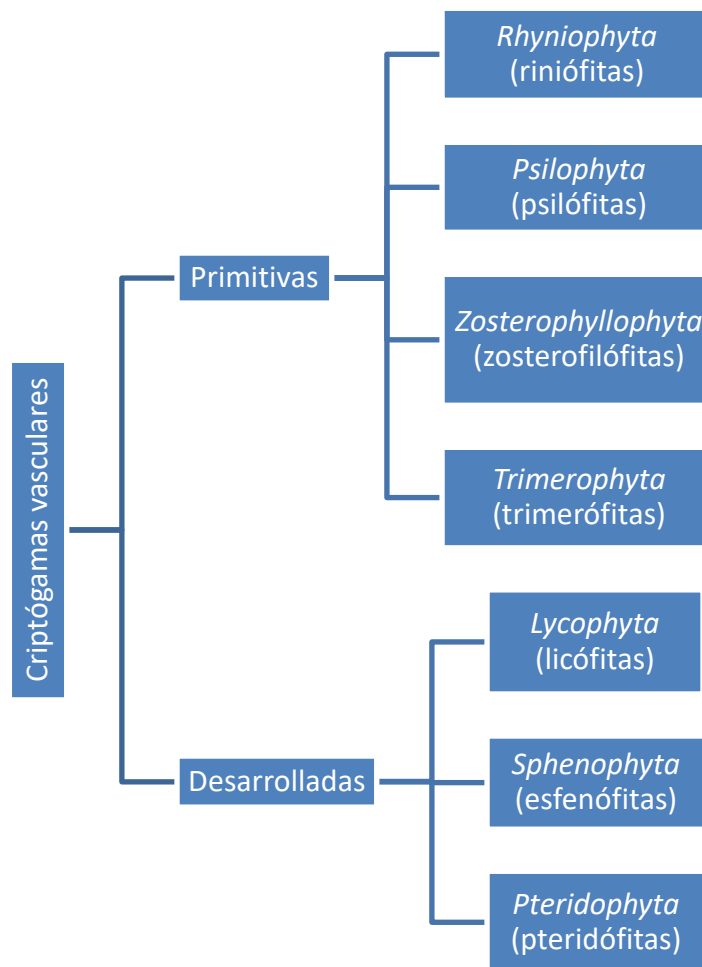 Criptógamas vasculares
Primitivas
Rhyniophyta
(riniófitas)
Psilophyta
(psilófitas)
Zosterophyllophyta
(zosterofilófitas)
Trimerophyta
(trimerófitas)
Desarrolladas
Lycophyta
(licófitas)
Sphenophyta
(esfenófitas)
Pteridophyta
(pteridófitas)